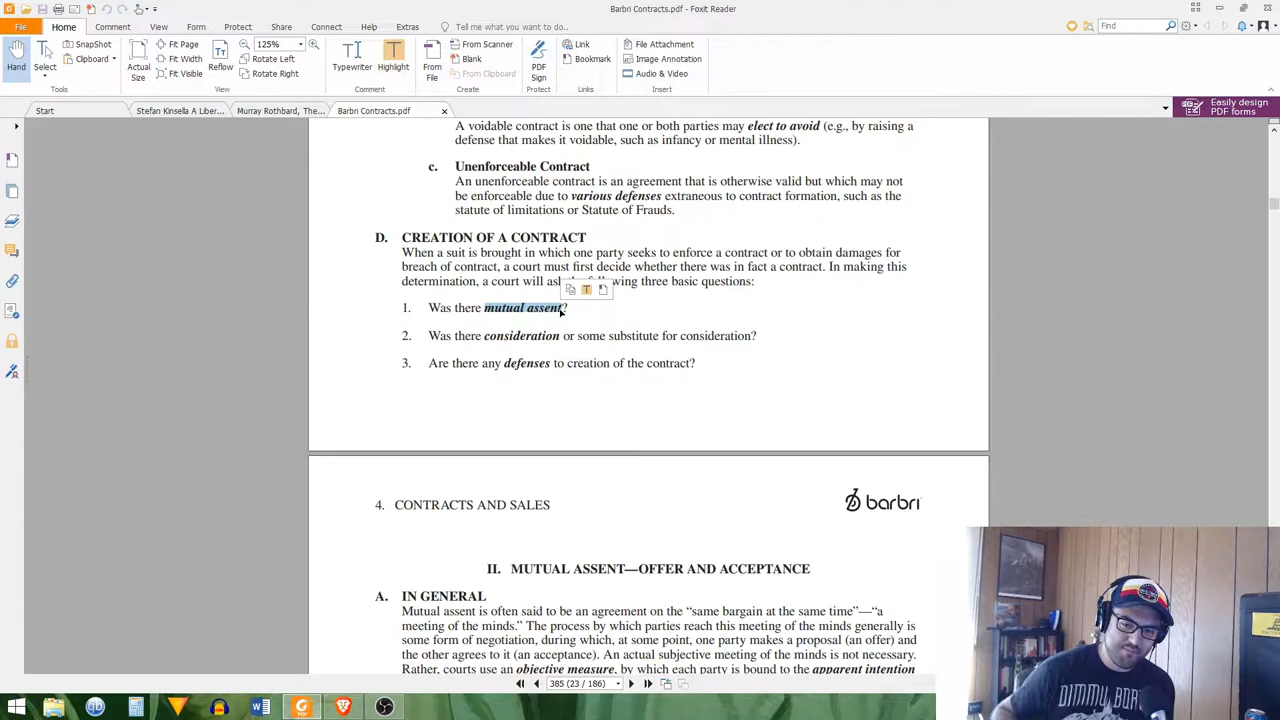 Barbri Contracts.pdf - Foxit Reader
File Home Comment View Form Protect Share Connect Help Extras Tell me what you want to do... Find
Hand
Select
SnapShot
Clipboard
Tools
Actual Size
Fit Page
Fit Width
Fit Visible
Reflow
125%
Rotate Left
Rotate Right
View
Typewriter
Highlight
Comment
From File
From Scanner
Blank
From Clipboard
Create
PDF Sign
Protect
Link
Bookmark
Links
File Attachment
Image Annotation
Audio & Video
Insert
Start Stefan Kinsella A Liber... Murray Rothbard, The... Barbri Contracts.pdf
Easily design PDF forms
A voidable contract is one that one or both parties may elect to avoid (e.g., by raising a
defense that makes it voidable, such as infancy or mental illness).
c. Unenforceable Contract
An unenforceable contract is an agreement that is otherwise valid but which may not
be enforceable due to various defenses extraneous to contract formation, such as the
statute of limitations or Statute of Frauds.
D. CREATION OF A CONTRACT
When a suit is brought in which one party seeks to enforce a contract or to obtain damages for
breach of contract, a court must first decide whether there was in fact a contract. In making this
determination, a court will ask the following three basic questions:
1. Was there mutual assent?
2. Was there consideration or some substitute for consideration?
3. Are there any defenses to creation of the contract?
4. CONTRACTS AND SALES
barbri
II. MUTUAL ASSENT—OFFER AND ACCEPTANCE
A. IN GENERAL
Mutual assent is often said to be an agreement on the “same bargain at the same time”—“a
meeting of the minds.” The process by which parties reach this meeting of the minds generally is
some form of negotiation, during which, at some point, one party makes a proposal (an offer) and
the other agrees to it (an acceptance). An actual subjective meeting of the minds is not necessary.
Rather, courts use an objective measure, by which each party is bound to the apparent intention
385 (23 / 186)